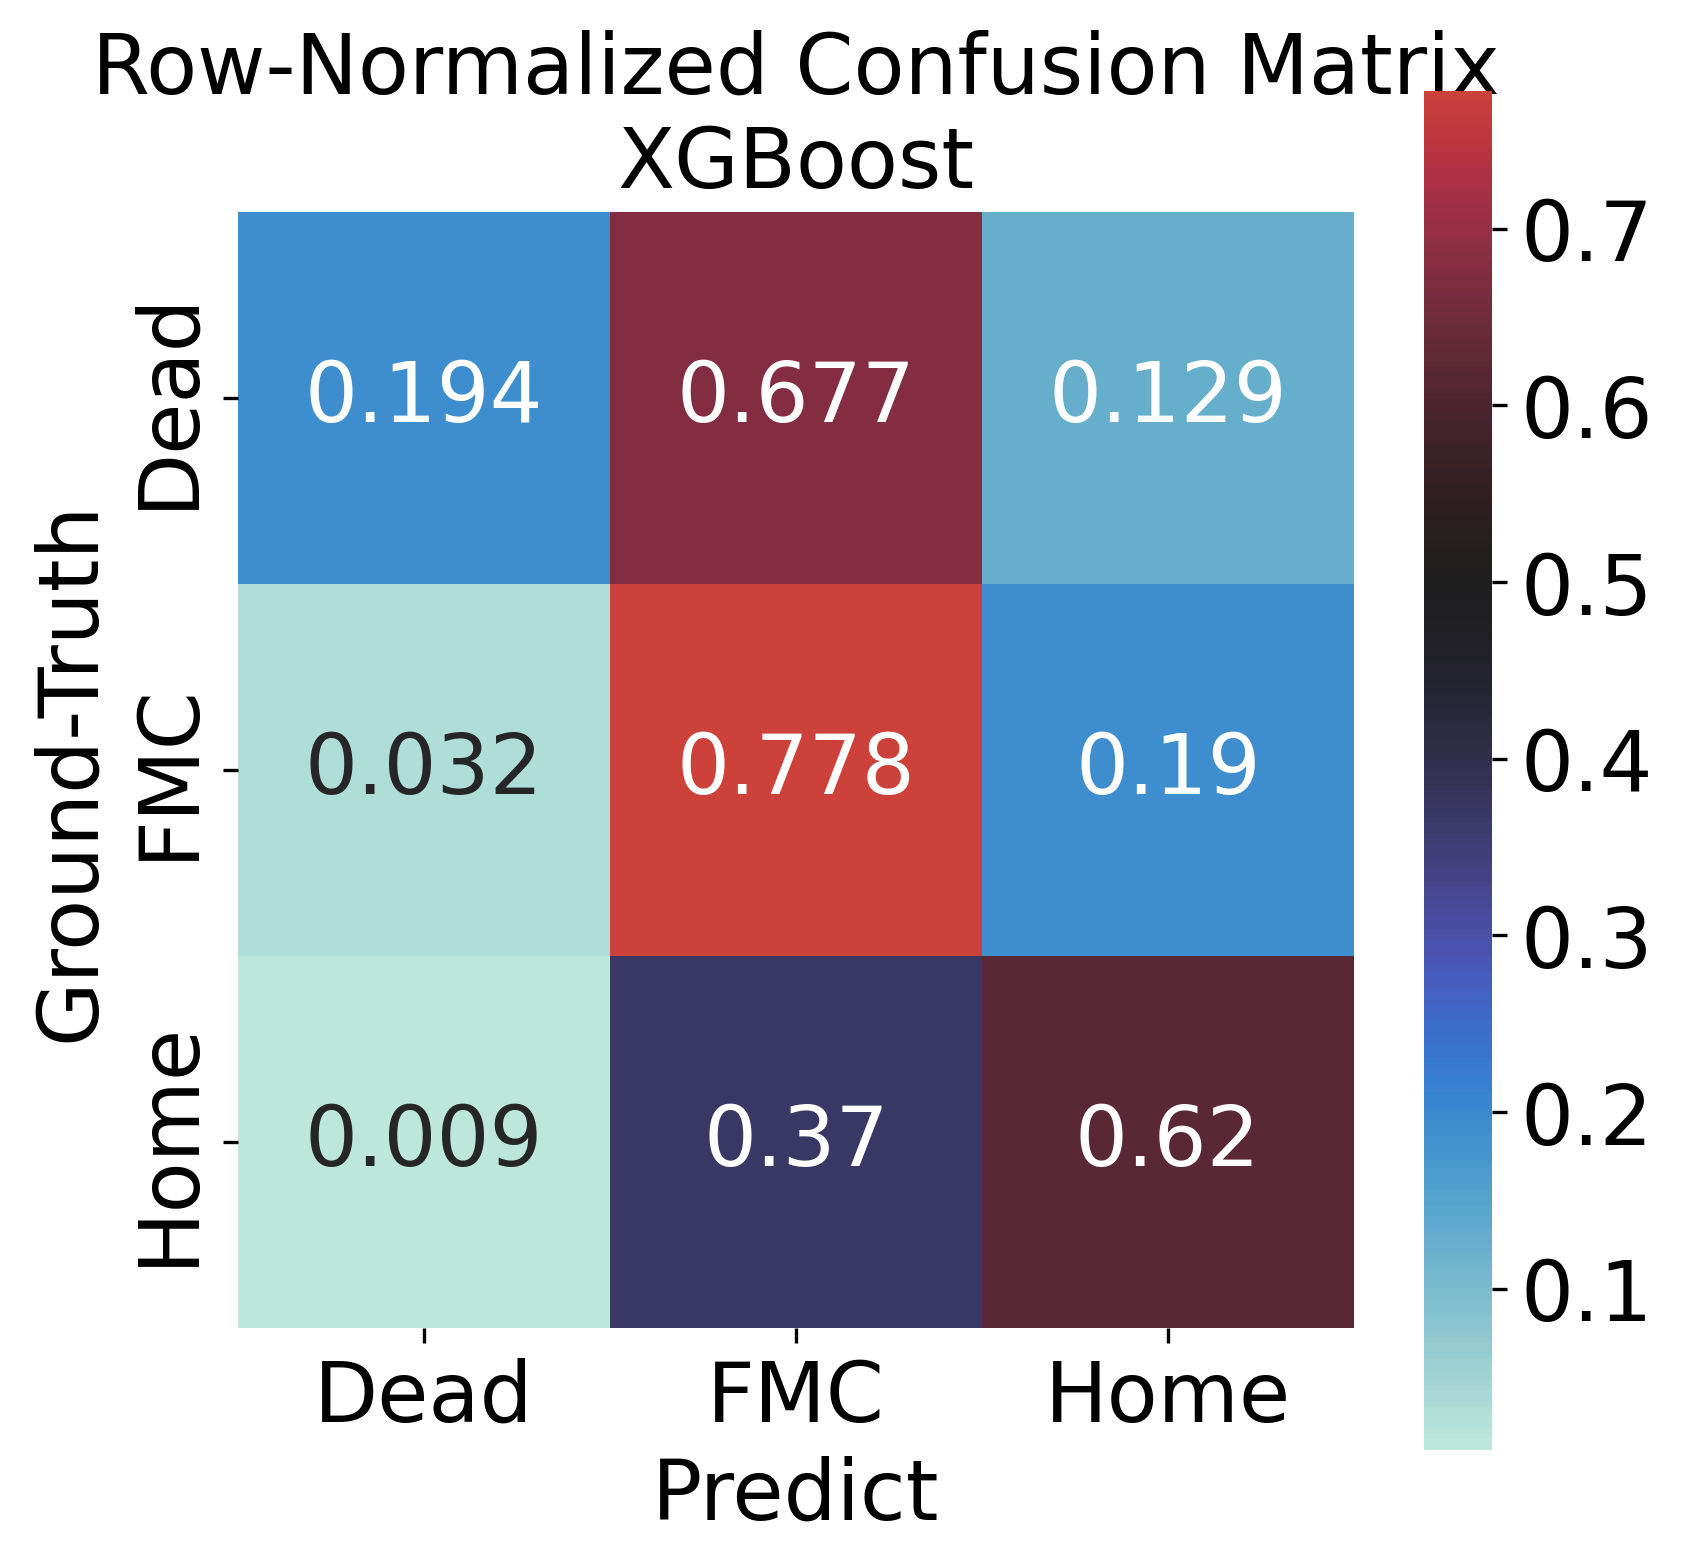 Row-Normalized Confusion Matrix
XGBoost
Ground-Truth
Dead
0.194 0.677 0.129
FMC
0.032 0.778 0.19
Home
0.009 0.37 0.62
Dead FMC Home
Predict
0.7
0.6
0.5
0.4
0.3
0.2
0.1